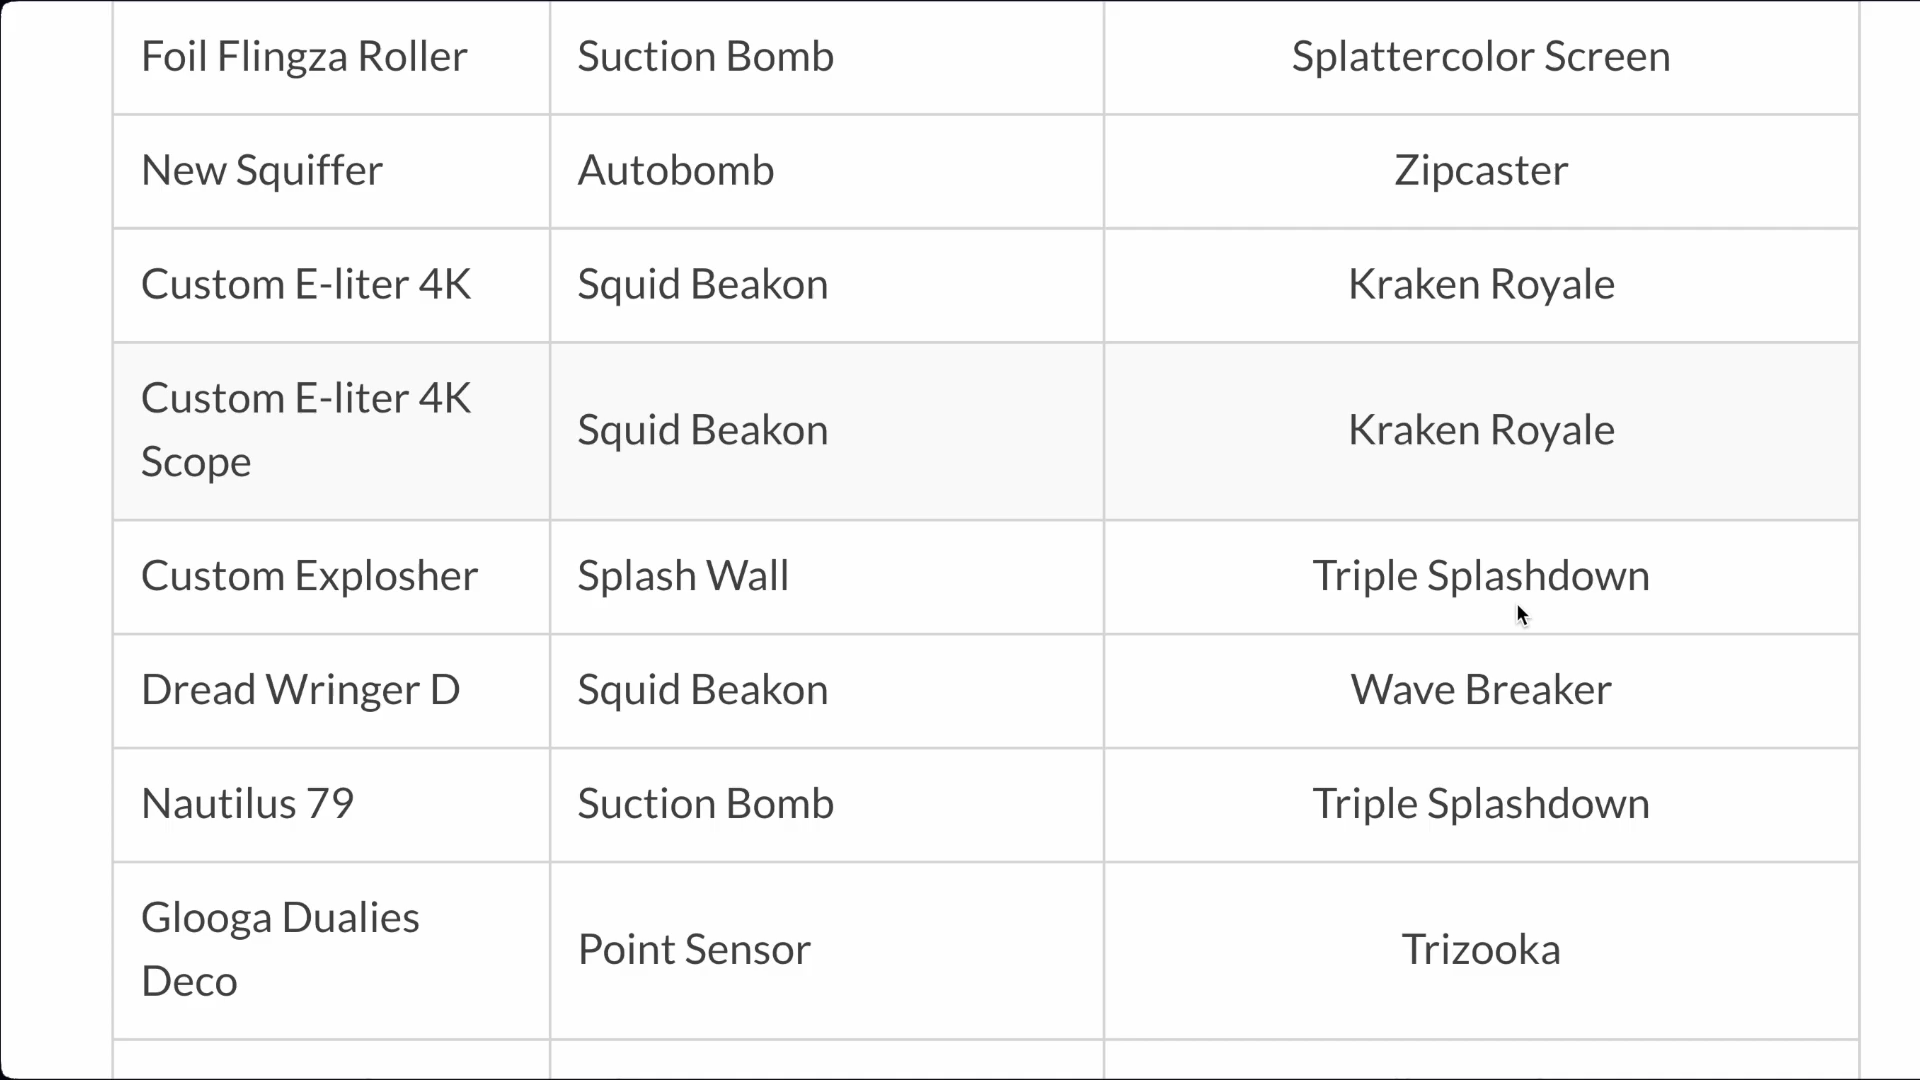 Foil Flingza Roller Suction Bomb Splattercolor Screen
New Squiffer Autobomb Zipcaster
Custom E-liter 4K Squid Beakon Kraken Royale
Custom E-liter 4K
Scope
Squid Beakon Kraken Royale
Custom Explosher Splash Wall Triple Splashdown
Dread Wringer D Squid Beakon Wave Breaker
Nautilus 79 Suction Bomb Triple Splashdown
Glooga Dualies
Deco
Point Sensor Trizooka